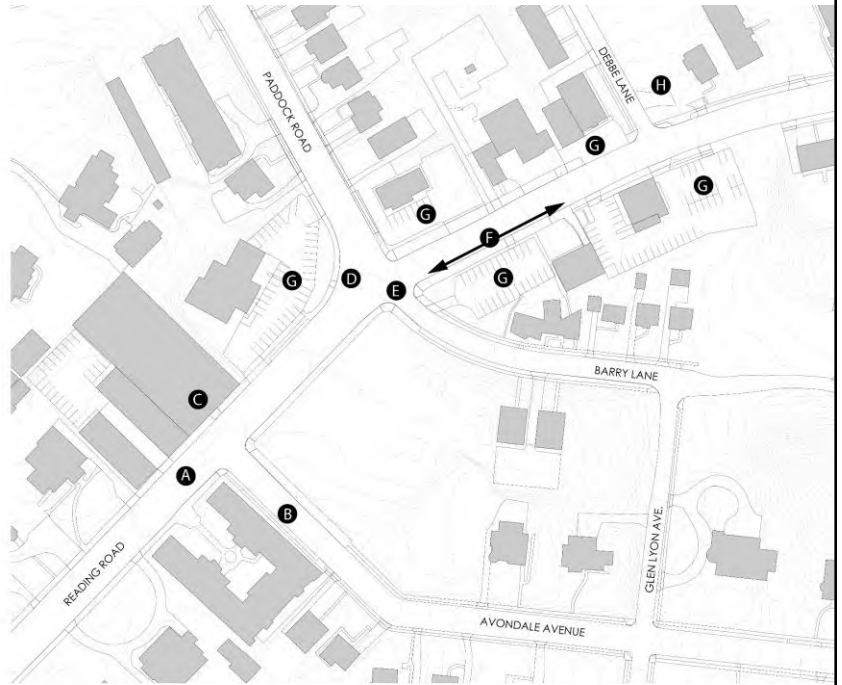 PADDOCK ROAD
DEBBE LANE
H
G
G
G
F
D
G
E
G
BARRY LANE
C
A
B
GLEN LYON AVE.
READING ROAD
AVONDALE AVENUE